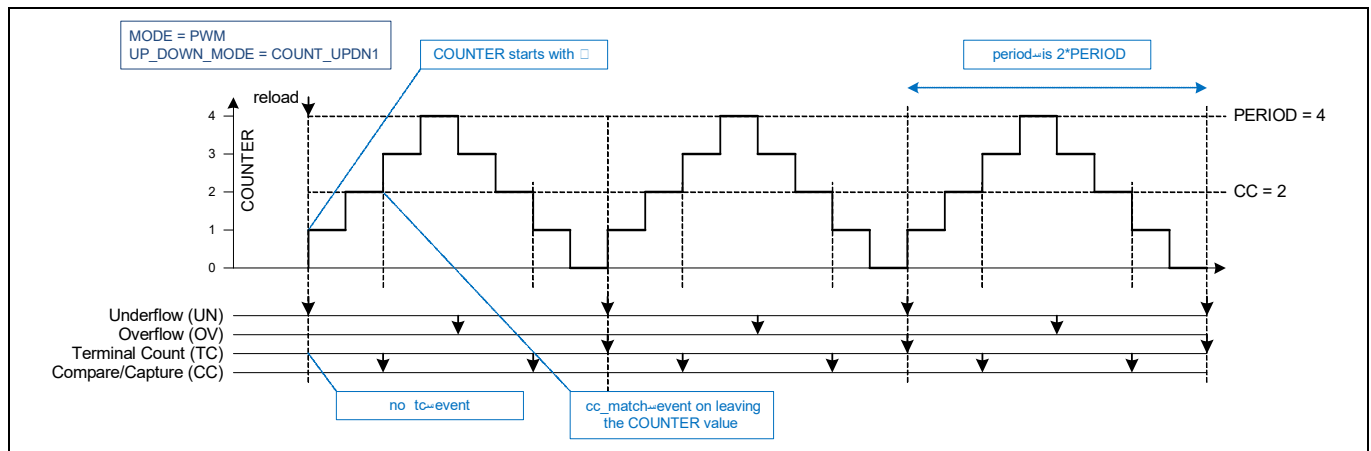 MODE = PWM
UP_DOWN_MODE = COUNT_UPDN1
COUNTER starts with □
period is 2*PERIOD
reload
4
PERIOD = 4
3
COUNTER
2
CC = 2
1
0
Underflow (UN)
Overflow (OV)
Terminal Count (TC)
Compare/Capture (CC)
no tc event
cc_match event on leaving
the COUNTER value